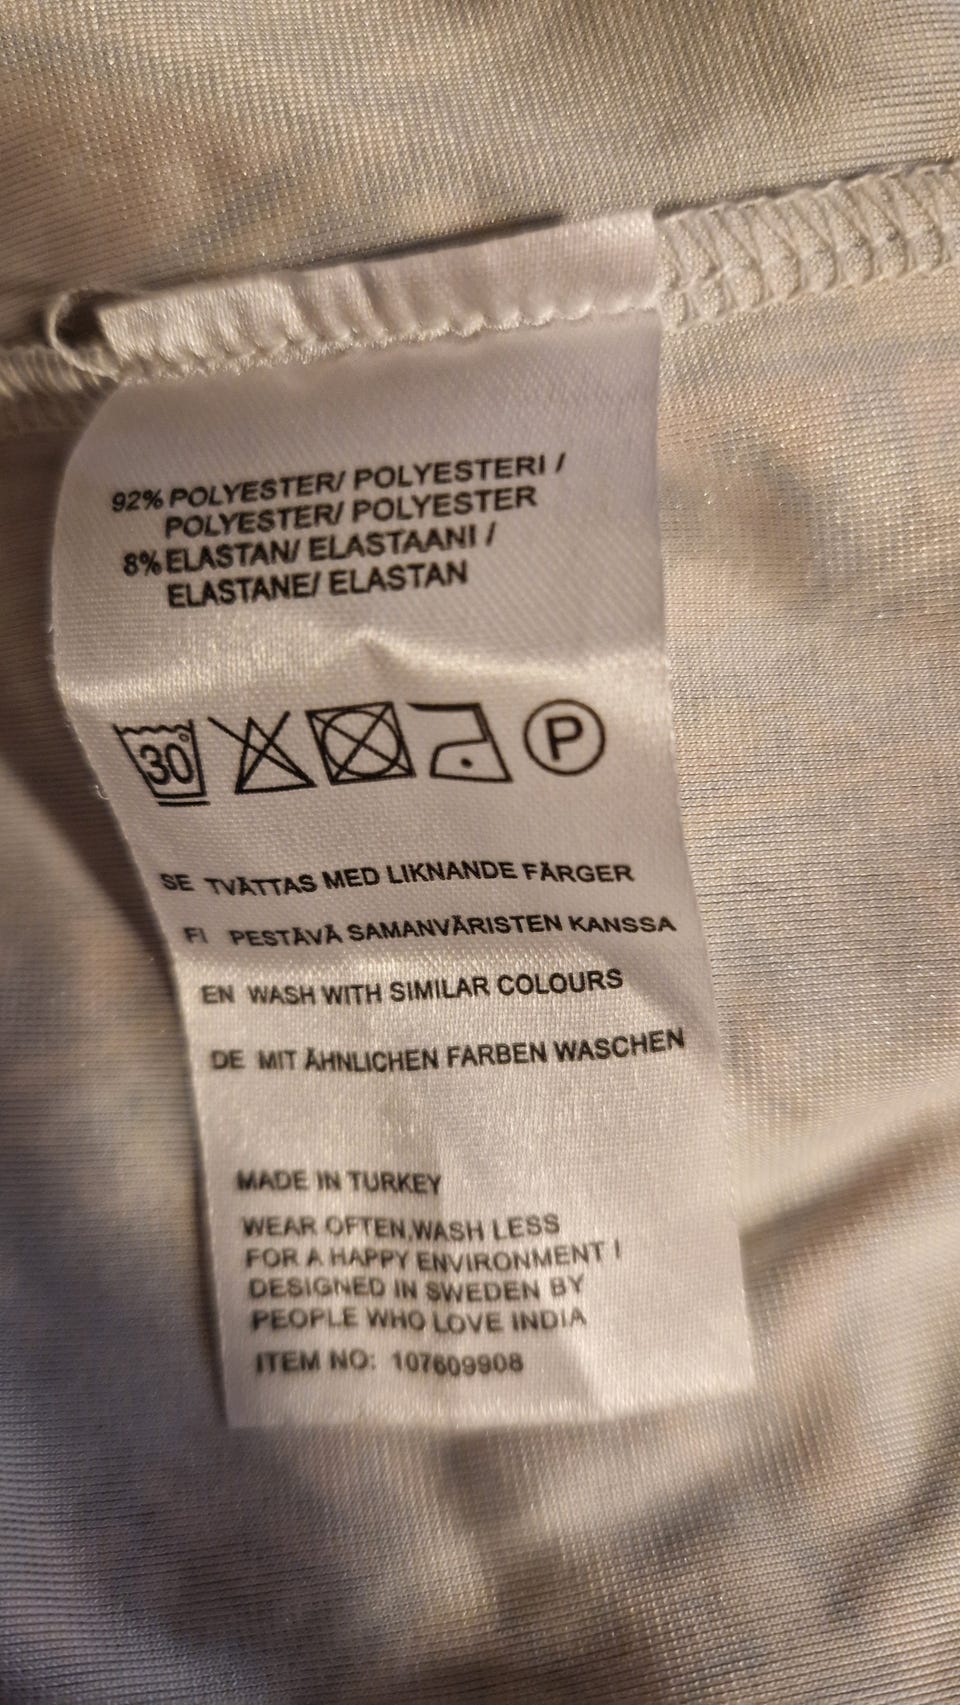 92% POLYESTER/ POLYESTERI /
POLYESTER/ POLYESTER
8% ELASTAN/ ELASTAANI /
ELASTANE/ ELASTAN
30° P
SE TVÄTTAS MED LIKNANDE FÄRGER
FI PESTÄVÄ SAMANVÄRISTEN KANSSA
EN WASH WITH SIMILAR COLOURS
DE MIT ÄHNLICHEN FARBEN WASCHEN
MADE IN TURKEY
WEAR OFTEN,WASH LESS
FOR A HAPPY ENVIRONMENT !
DESIGNED IN SWEDEN BY
PEOPLE WHO LOVE INDIA
ITEM NO: 107609908